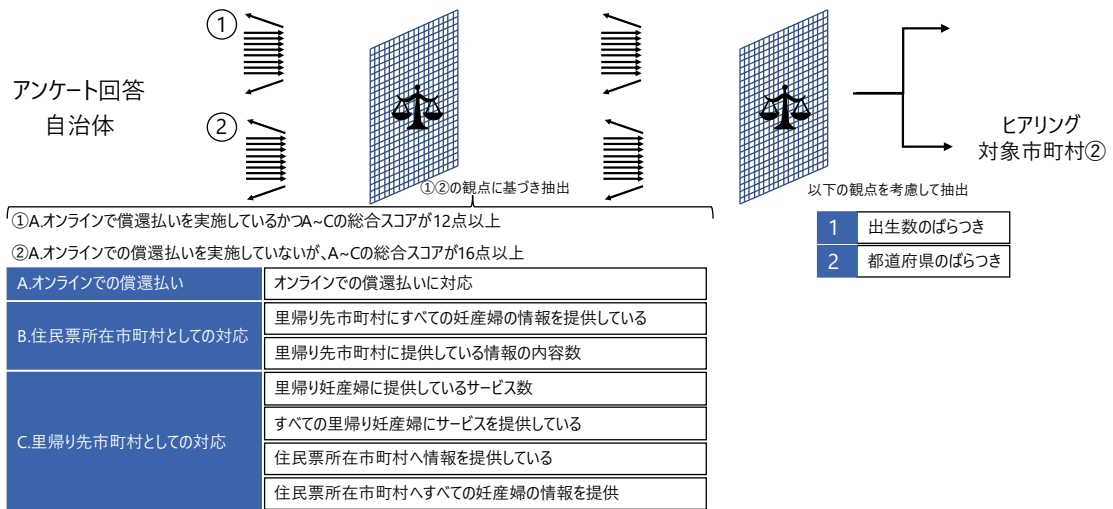 ①
②
アンケート回答
自治体
ヒアリング
対象市町村②
①②の観点に基づき抽出
以下の観点を考慮して抽出
①A.オンラインで償還払いを実施しているかつA~Cの総合スコアが12点以上
②A.オンラインでの償還払いを実施していないが、A~Cの総合スコアが16点以上
1 出生数のばらつき
2 都道府県のばらつき
A.オンラインでの償還払い
オンラインでの償還払いに対応
B.住民票所在市町村としての対応
里帰り先市町村にすべての妊産婦の情報を提供している
里帰り先市町村に提供している情報の内容数
C.里帰り先市町村としての対応
里帰り妊産婦に提供しているサービス数
すべての里帰り妊産婦にサービスを提供している
住民票所在市町村へ情報を提供している
住民票所在市町村へすべての妊産婦の情報を提供